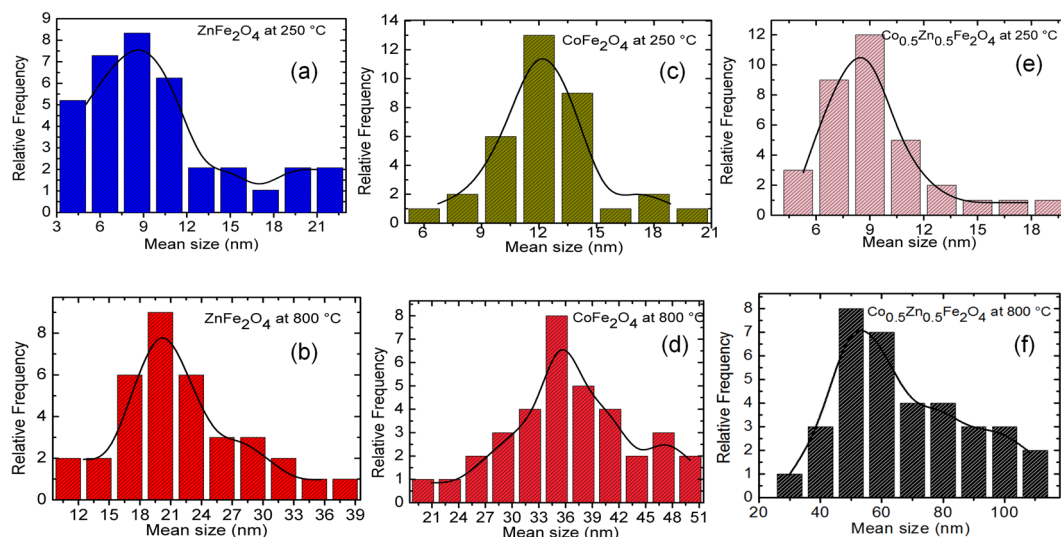 ZnFe2O4 at 250 °C
(a)
Relative Frequency
9
8
7
6
5
4
3
2
1
0
3 6 9 12 15 18 21
Mean size (nm)
CoFe2O4 at 250 °C
(c)
Relative Frequency
14
12
10
8
6
4
2
0
6 9 12 15 18 21
Mean size (nm)
Co0.5Zn0.5Fe2O4 at 250 °C
(e)
Relative Frequency
12
10
8
6
4
2
0
6 9 12 15 18
Mean size (nm)
ZnFe2O4 at 800 °C
(b)
Relative Frequency
8
6
4
2
0
12 15 18 21 24 27 30 33 36 39
Mean size (nm)
CoFe2O4 at 800 °C
(d)
Relative Frequency
8
7
6
5
4
3
2
1
0
21 24 27 30 33 36 39 42 45 48 51
Mean size (nm)
Co0.5Zn0.5Fe2O4 at 800 °C
(f)
Relative Frequency
8
7
6
5
4
3
2
1
0
20 40 60 80 100
Mean size (nm)